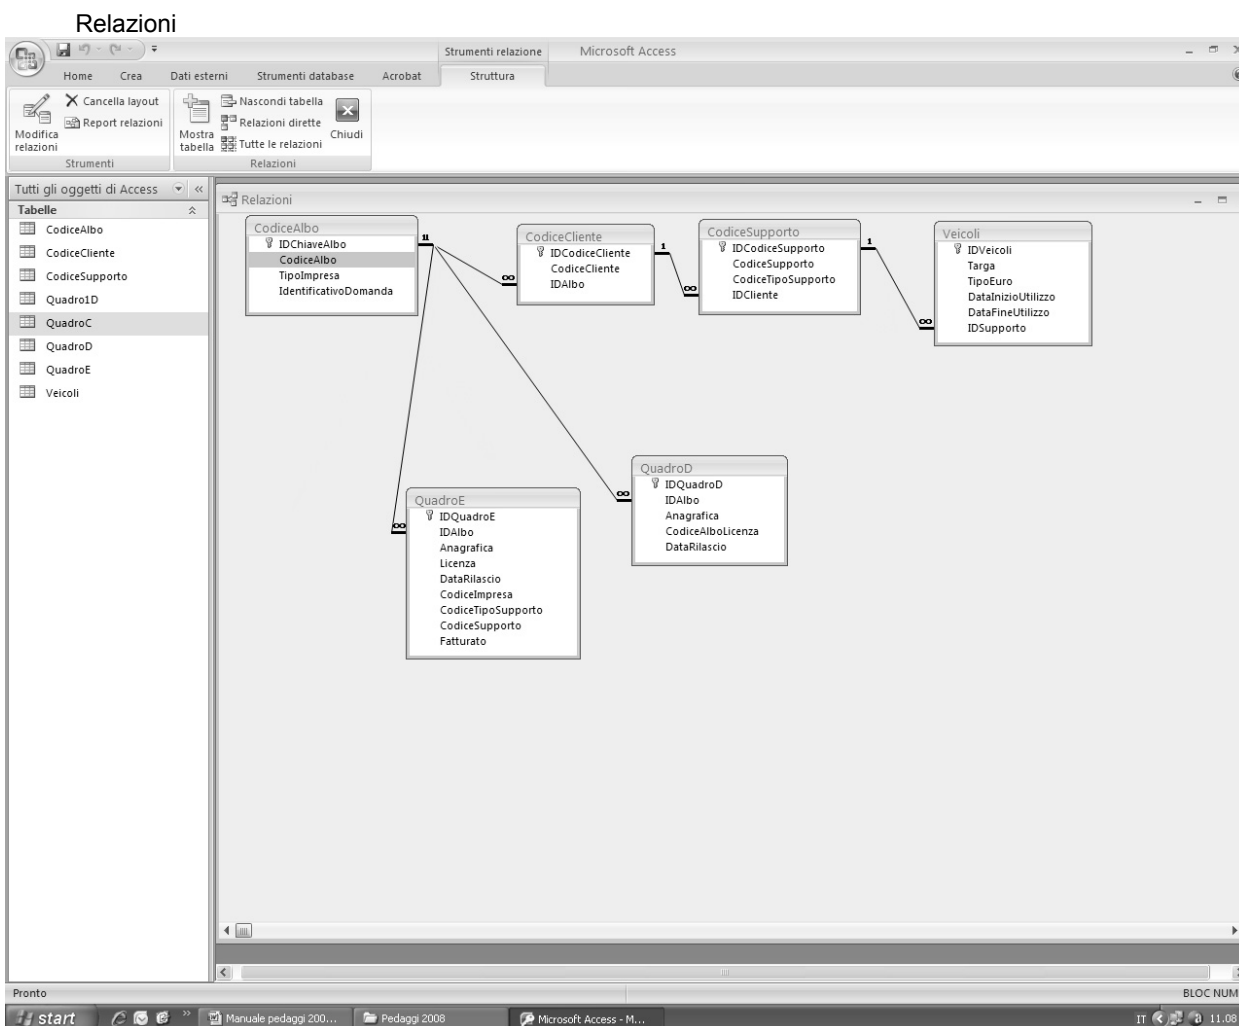 Relazioni
Strumenti relazione Microsoft Access
Home Crea Dati esterni Strumenti database Acrobat Struttura
Modifica relazioni
Cancella layout
Report relazioni
Strumenti
Mostra tabella
Nascondi tabella
Relazioni dirette
Tutte le relazioni
Chiudi
Relazioni
Tutti gli oggetti di Access
Tabelle
CodiceAlbo
CodiceCliente
CodiceSupporto
Quadro1D
QuadroC
QuadroD
QuadroE
Veicoli
Relazioni
CodiceAlbo
IDChiaveAlbo
CodiceAlbo
TipoImpresa
IdentificativoDomanda
11
∞
CodiceCliente
IDCodiceCliente
CodiceCliente
IDAlbo
1
∞
CodiceSupporto
IDCodiceSupporto
CodiceSupporto
CodiceTipoSupporto
IDCliente
1
∞
Veicoli
IDVeicoli
Targa
TipoEuro
DataInizioUtilizzo
DataFineUtilizzo
IDSupporto
∞
QuadroE
IDQuadroE
IDAlbo
Anagrafica
Licenza
DataRilascio
CodiceImpresa
CodiceTipoSupporto
CodiceSupporto
Fatturato
∞
QuadroD
IDQuadroD
IDAlbo
Anagrafica
CodiceAlboLicenza
DataRilascio
Pronto BLOC NUM
start Manuale pedaggi 200... Pedaggi 2008 Microsoft Access - M... IT 11.08